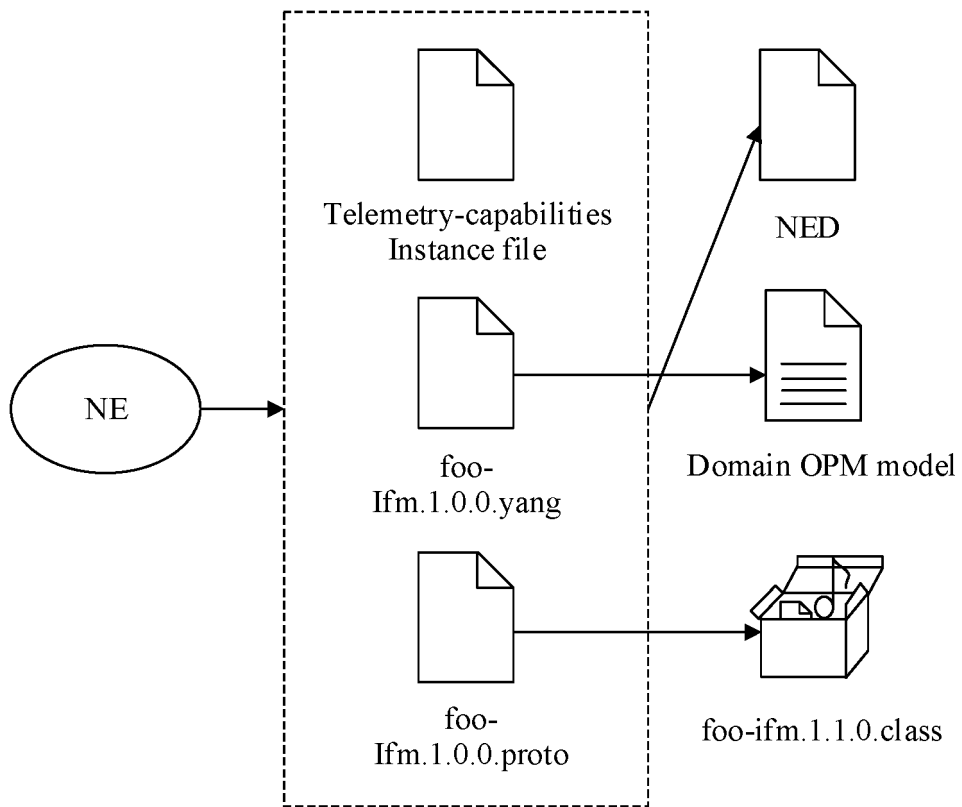 NE
Telemetry-capabilities
Instance file
foo-
Ifm.1.0.0.yang
foo-
Ifm.1.0.0.proto
NED
Domain OPM model
foo-ifm.1.1.0.class